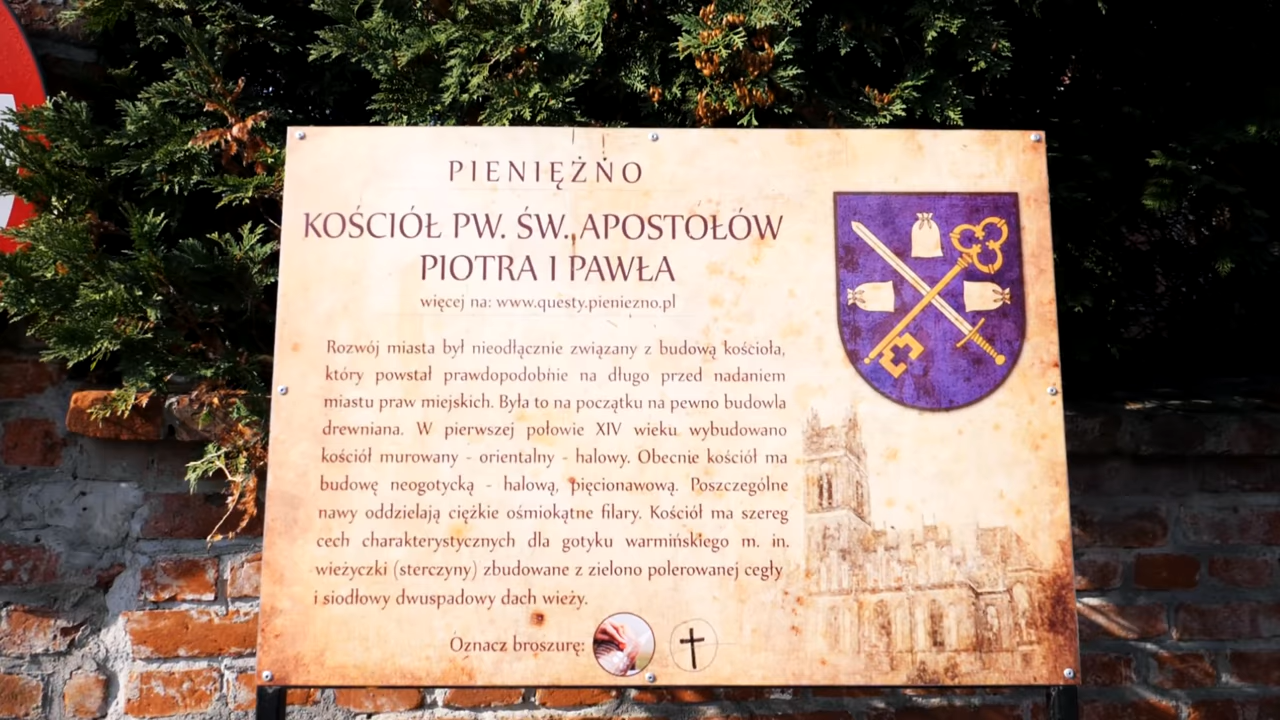 PIENIĘŻNO
KOŚCIÓŁ PW. ŚW. APOSTOŁÓW
PIOTRA I PAWŁA
więcej na: www.questy.pieniezno.pl
Rozwój miasta był nieodłącznie związany z budową kościoła,
który powstał prawdopodobnie na długo przed nadaniem
miastu praw miejskich. Była to na początku na pewno budowla
drewniana. W pierwszej połowie XIV wieku wybudowano
kościół murowany - orientalny - halowy. Obecnie kościół ma
budowę neogotycką - halową, pięcionawową. Poszczególne
nawy oddzielają ciężkie ośmiokątne filary. Kościół ma szereg
cech charakterystycznych dla gotyku warmińskiego m. in.
wieżyczki (sterczyny) zbudowane z zielono polerowanej cegły
i siodłowy dwuspadowy dach wieży.
Oznacz broszurę: